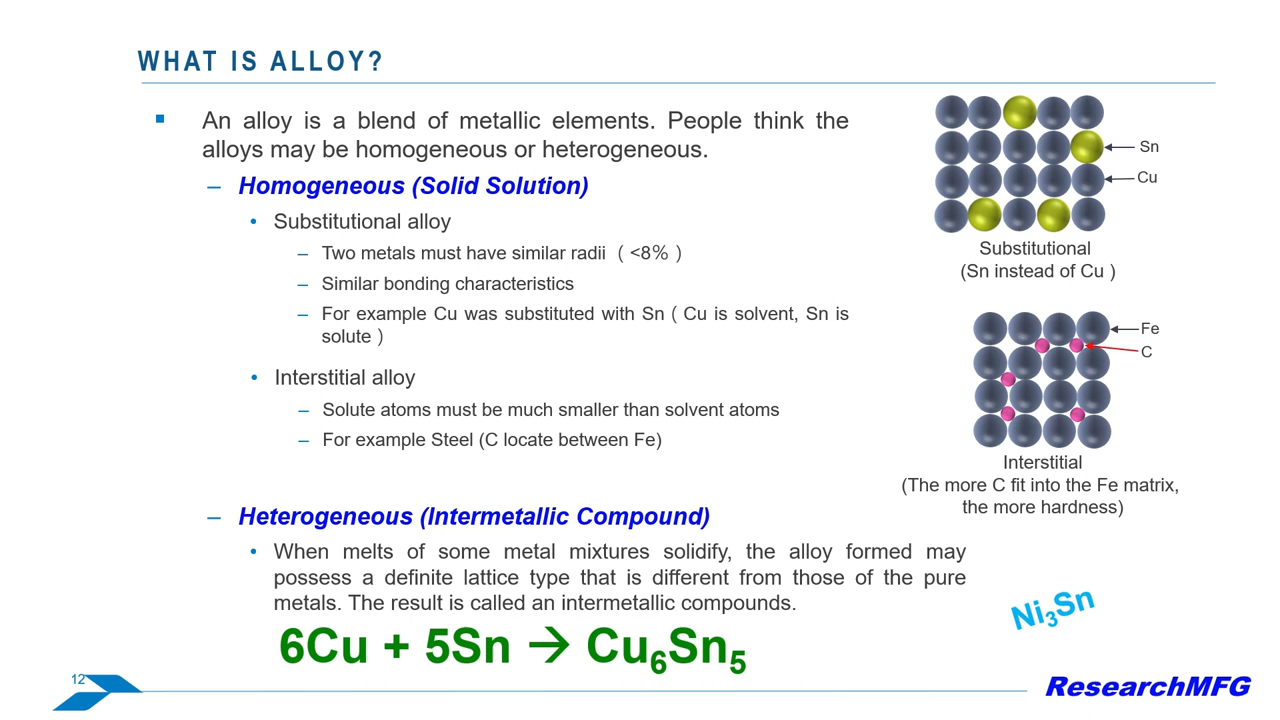 WHAT IS ALLOY?
▪ An alloy is a blend of metallic elements. People think the
alloys may be homogeneous or heterogeneous.
– Homogeneous (Solid Solution)
• Substitutional alloy
– Two metals must have similar radii （<8%）
– Similar bonding characteristics
– For example Cu was substituted with Sn（Cu is solvent, Sn is
solute）
• Interstitial alloy
– Solute atoms must be much smaller than solvent atoms
– For example Steel (C locate between Fe)
– Heterogeneous (Intermetallic Compound)
• When melts of some metal mixtures solidify, the alloy formed may
possess a definite lattice type that is different from those of the pure
metals. The result is called an intermetallic compounds.
6Cu + 5Sn → Cu₆Sn₅
Sn
Cu
Substitutional
(Sn instead of Cu )
Fe
C
Interstitial
(The more C fit into the Fe matrix,
the more hardness)
Ni₃Sn
12
ResearchMFG